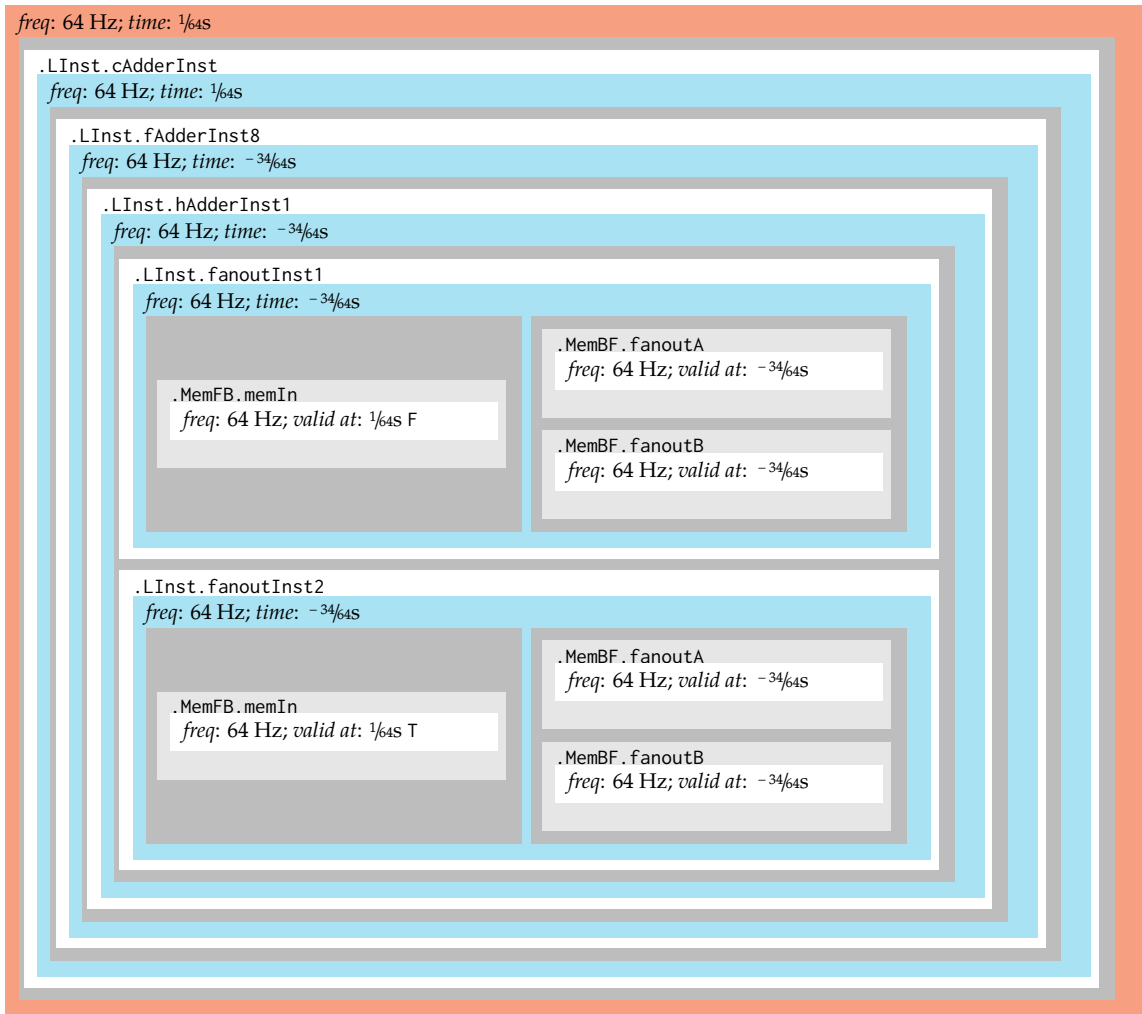 freq: 64 Hz; time: 1/64s
.LInst.cAdderInst
freq: 64 Hz; time: 1/64s
.LInst.fAdderInst8
freq: 64 Hz; time: −34/64s
.LInst.hAdderInst1
freq: 64 Hz; time: −34/64s
.LInst.fanoutInst1
freq: 64 Hz; time: −34/64s
.MemFB.memIn
freq: 64 Hz; valid at: 1/64s F
.MemBF.fanoutA
freq: 64 Hz; valid at: −34/64s
.MemBF.fanoutB
freq: 64 Hz; valid at: −34/64s
.LInst.fanoutInst2
freq: 64 Hz; time: −34/64s
.MemFB.memIn
freq: 64 Hz; valid at: 1/64s T
.MemBF.fanoutA
freq: 64 Hz; valid at: −34/64s
.MemBF.fanoutB
freq: 64 Hz; valid at: −34/64s